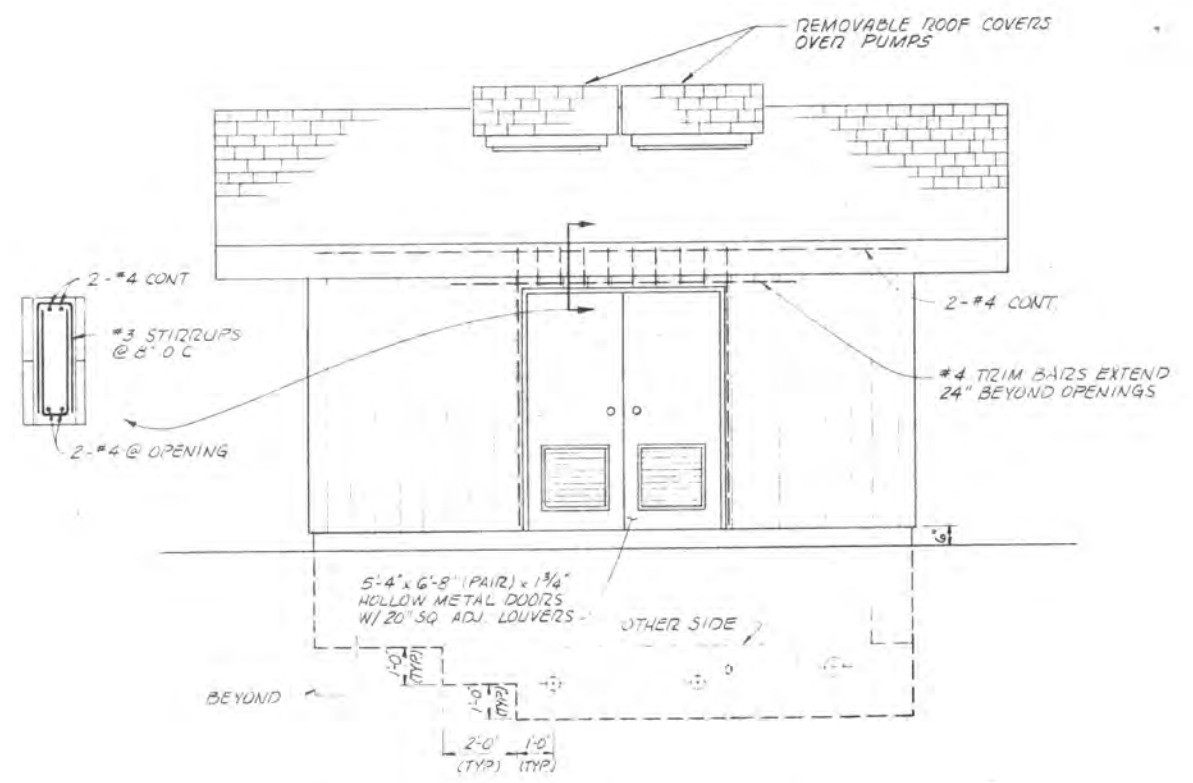 REMOVABLE ROOF COVERS
OVER PUMPS
2-#4 CONT
#3 STIRRUPS
@ 8" O C
2-#4 @ OPENING
2-#4 CONT.
#4 TRIM BARS EXTEND
24" BEYOND OPENINGS
6"
5'-4" x 6'-8" (PAIR) x 1 3/4"
HOLLOW METAL DOORS
W/ 20" SQ. ADJ. LOUVERS
OTHER SIDE
1'-0"
(TYP)
1'-0"
(TYP)
BEYOND
2'-0"
(TYP.)
1'-0"
(TYP.)